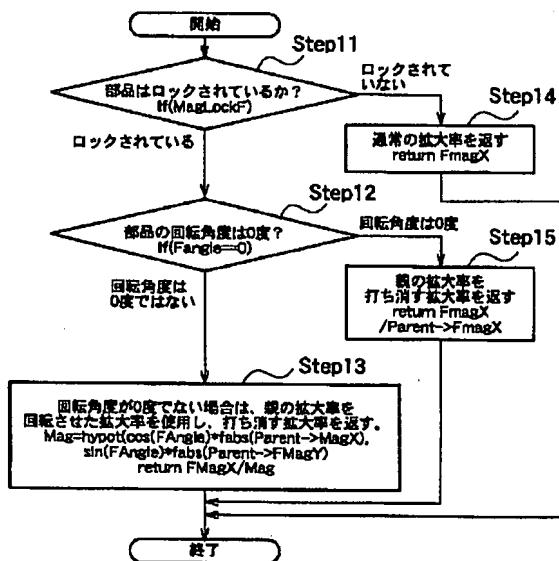 開始
Step11
部品はロックされているか？
If(MagLockF)
ロックされて
いない
Step14
通常の拡大率を返す
return FmagX
ロックされている
Step12
部品の回転角度は0度？
If(Fangle==0)
回転角度は0度
Step15
親の拡大率を
打ち消す拡大率を返す
return FmagX
/Parent->FmagX
回転角度は
0度ではない
Step13
回転角度が0度でない場合は、親の拡大率を
回転させた拡大率を使用し、打ち消す拡大率を返す。
Mag=hypot(cos(FAngle)*fabs(Parent->MagX),
sin(FAngle)*fabs(Parent->FMagY)
return FMagX/Mag
終了